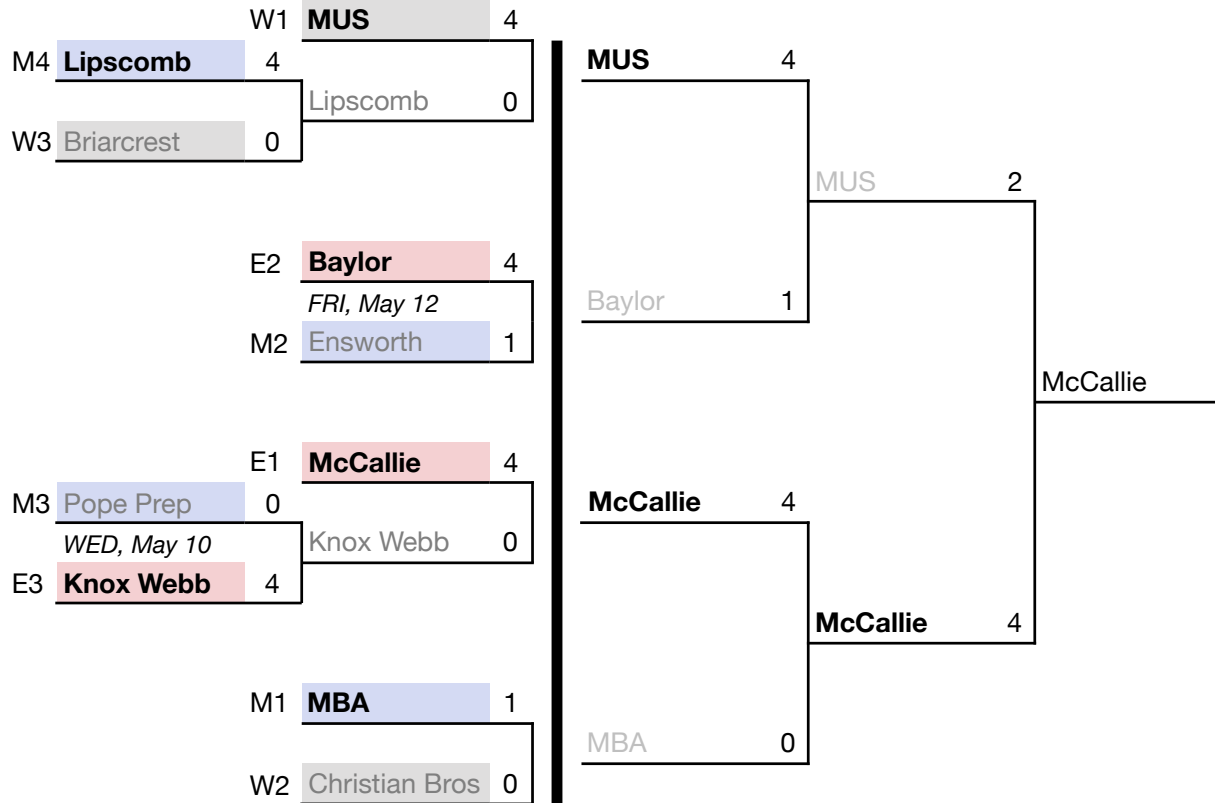 W1 MUS 4
M4 Lipscomb 4
Lipscomb 0
W3 Briarcrest 0
E2 Baylor 4
FRI, May 12
M2 Ensworth 1
E1 McCallie 4
M3 Pope Prep 0
WED, May 10
Knox Webb 0
E3 Knox Webb 4
M1 MBA 1
W2 Christian Bros 0
MUS 4
MUS 2
Baylor 1
McCallie
McCallie 4
McCallie 4
MBA 0